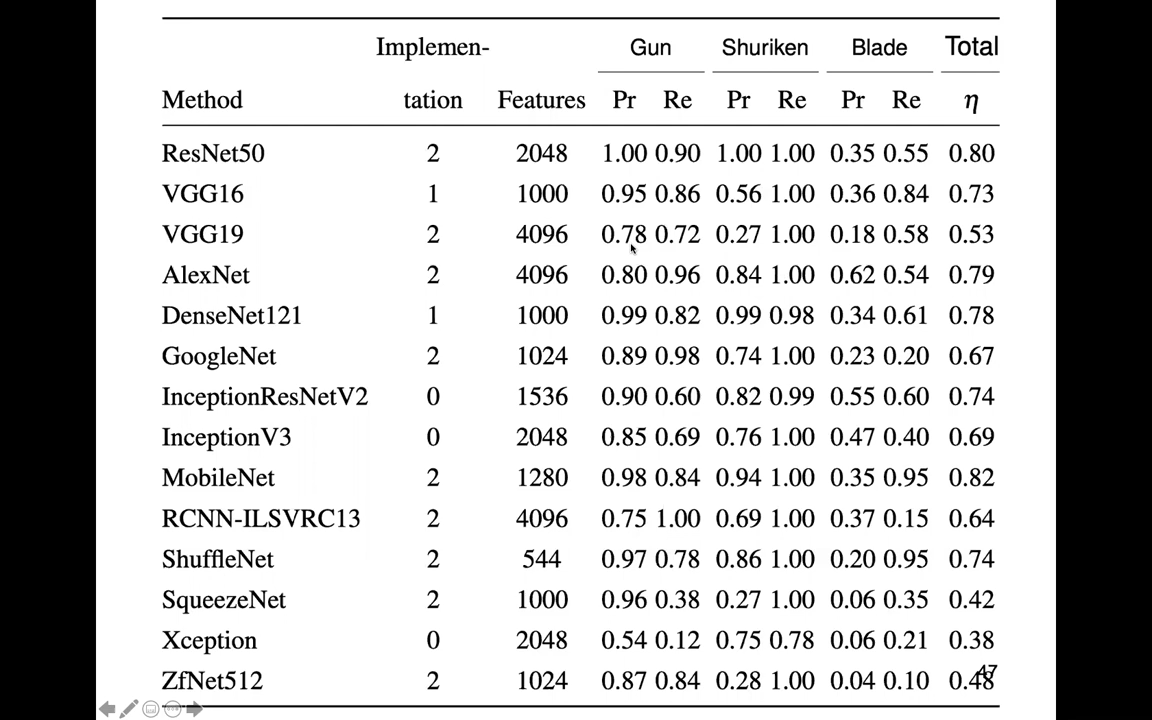 Implemen- Gun Shuriken Blade Total
Method tation Features Pr Re Pr Re Pr Re η
ResNet50 2 2048 1.00 0.90 1.00 1.00 0.35 0.55 0.80
VGG16 1 1000 0.95 0.86 0.56 1.00 0.36 0.84 0.73
VGG19 2 4096 0.78 0.72 0.27 1.00 0.18 0.58 0.53
AlexNet 2 4096 0.80 0.96 0.84 1.00 0.62 0.54 0.79
DenseNet121 1 1000 0.99 0.82 0.99 0.98 0.34 0.61 0.78
GoogleNet 2 1024 0.89 0.98 0.74 1.00 0.23 0.20 0.67
InceptionResNetV2 0 1536 0.90 0.60 0.82 0.99 0.55 0.60 0.74
InceptionV3 0 2048 0.85 0.69 0.76 1.00 0.47 0.40 0.69
MobileNet 2 1280 0.98 0.84 0.94 1.00 0.35 0.95 0.82
RCNN-ILSVRC13 2 4096 0.75 1.00 0.69 1.00 0.37 0.15 0.64
ShuffleNet 2 544 0.97 0.78 0.86 1.00 0.20 0.95 0.74
SqueezeNet 2 1000 0.96 0.38 0.27 1.00 0.06 0.35 0.42
Xception 0 2048 0.54 0.12 0.75 0.78 0.06 0.21 0.38
ZfNet512 2 1024 0.87 0.84 0.28 1.00 0.04 0.10 0.48
47